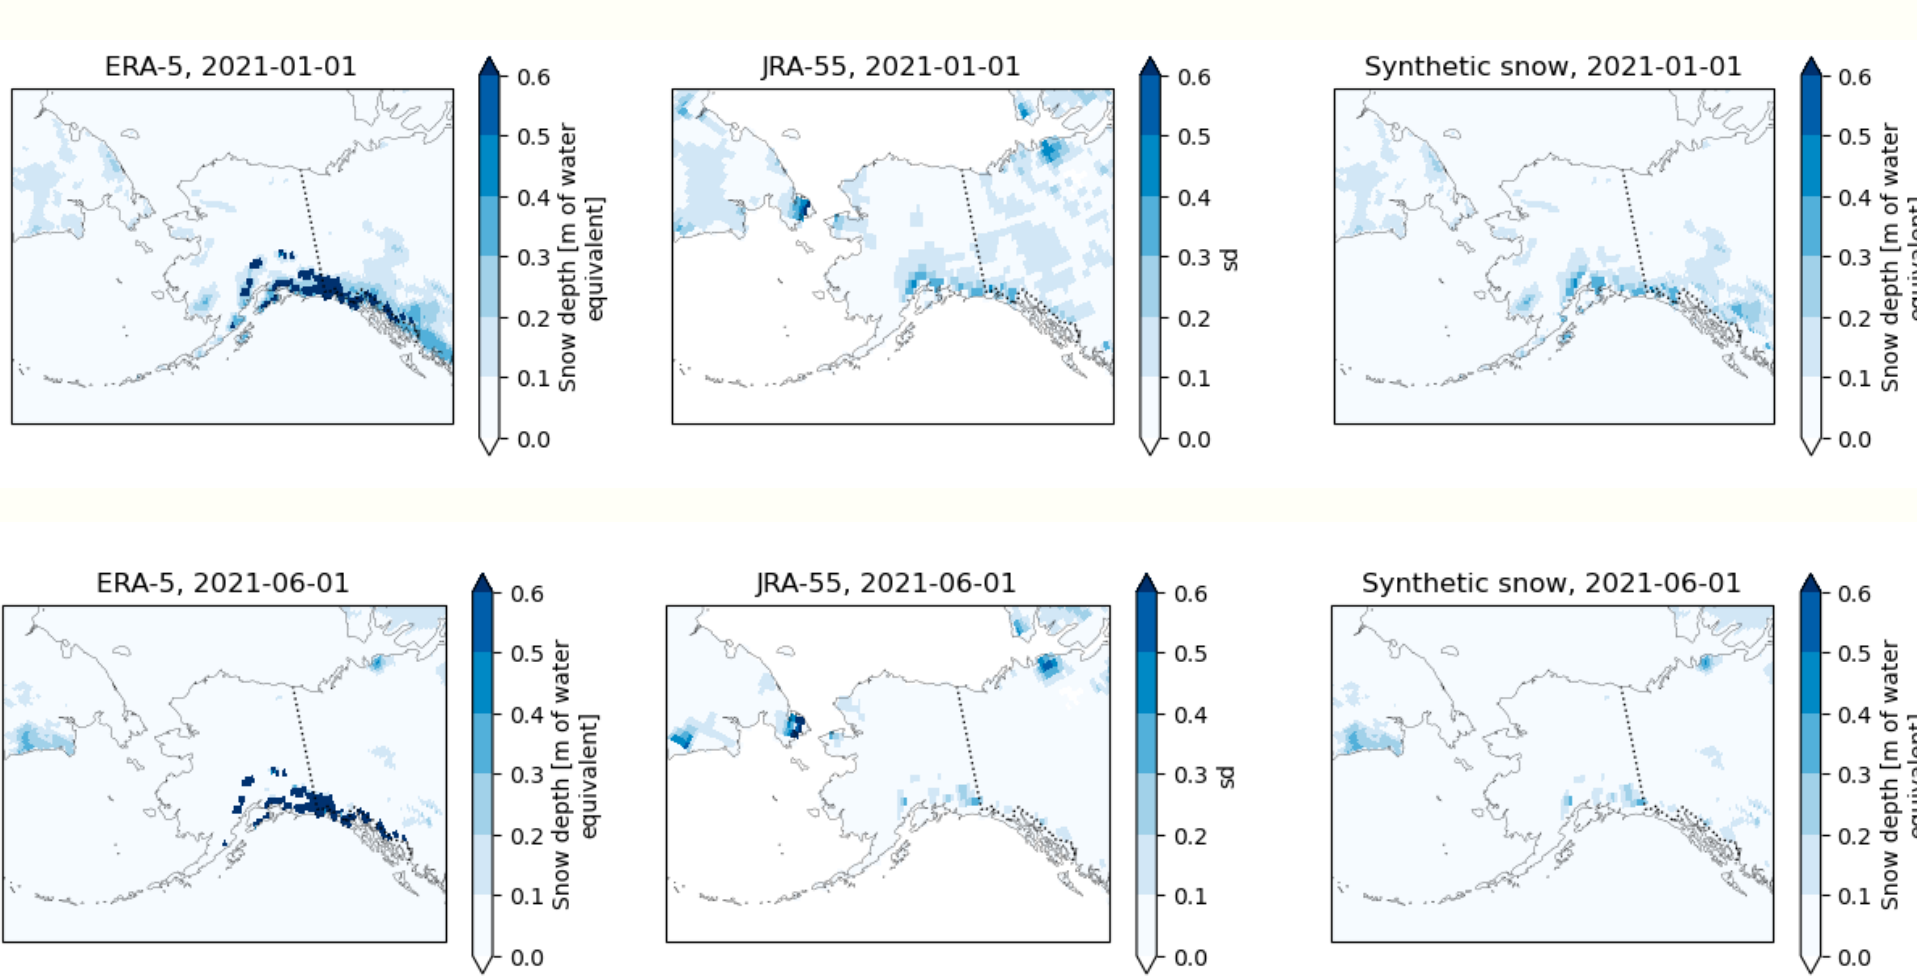 ERA-5, 2021-01-01
0.6
0.5
0.4
0.3
0.2
0.1
0.0
Snow depth [m of water
equivalent]
JRA-55, 2021-01-01
0.6
0.5
0.4
0.3
0.2
0.1
0.0
sd
Synthetic snow, 2021-01-01
0.6
0.5
0.4
0.3
0.2
0.1
0.0
Snow depth [m of water
equivalent]
ERA-5, 2021-06-01
0.6
0.5
0.4
0.3
0.2
0.1
0.0
Snow depth [m of water
equivalent]
JRA-55, 2021-06-01
0.6
0.5
0.4
0.3
0.2
0.1
0.0
sd
Synthetic snow, 2021-06-01
0.6
0.5
0.4
0.3
0.2
0.1
0.0
Snow depth [m of water
equivalent]